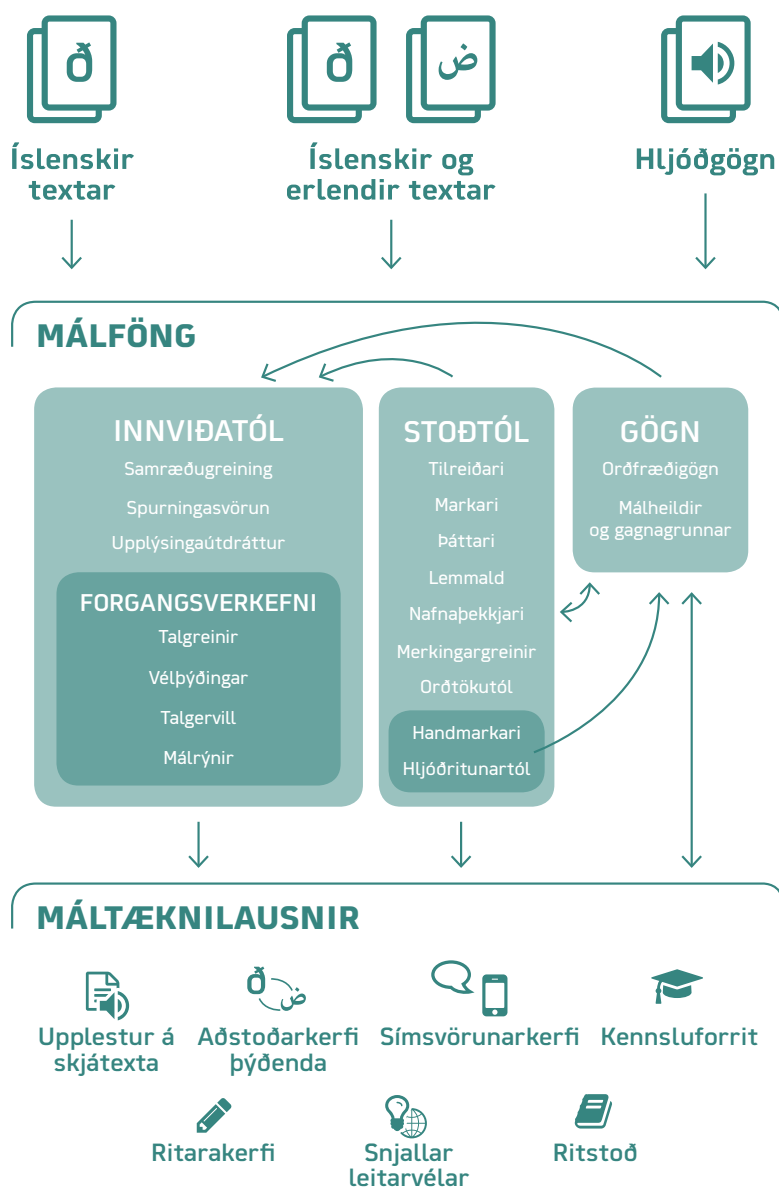 ð
ð
ض
Íslenskir
textar
Íslenskir og
erlendir textar
Hljóðgögn
MÁLFÖNG
INNVIÐATÓL
Samræðugreining
Spurningasvörun
Upplýsingaútdráttur
FORGANGSVERKEFNI
Talgreinir
Vélþýðingar
Talgervill
Málrýnir
STOÐTÓL
Tilreiðari
Markari
Þáttari
Lemmald
Nafnaþekkjari
Merkingargreinir
Orðtökutól
Handmarkari
Hljóðritunartól
GÖGN
Orðfræðigögn
Málheildir
og gagnagrunnar
MÁLTÆKNILAUSNIR
ð
ض
Upplestur á
skjátexta
Aðstoðarkerfi
þýðenda
Símsvörunarkerfi
Kennsluforrit
Ritarakerfi
Snjallar
leitarvélar
Ritstoð